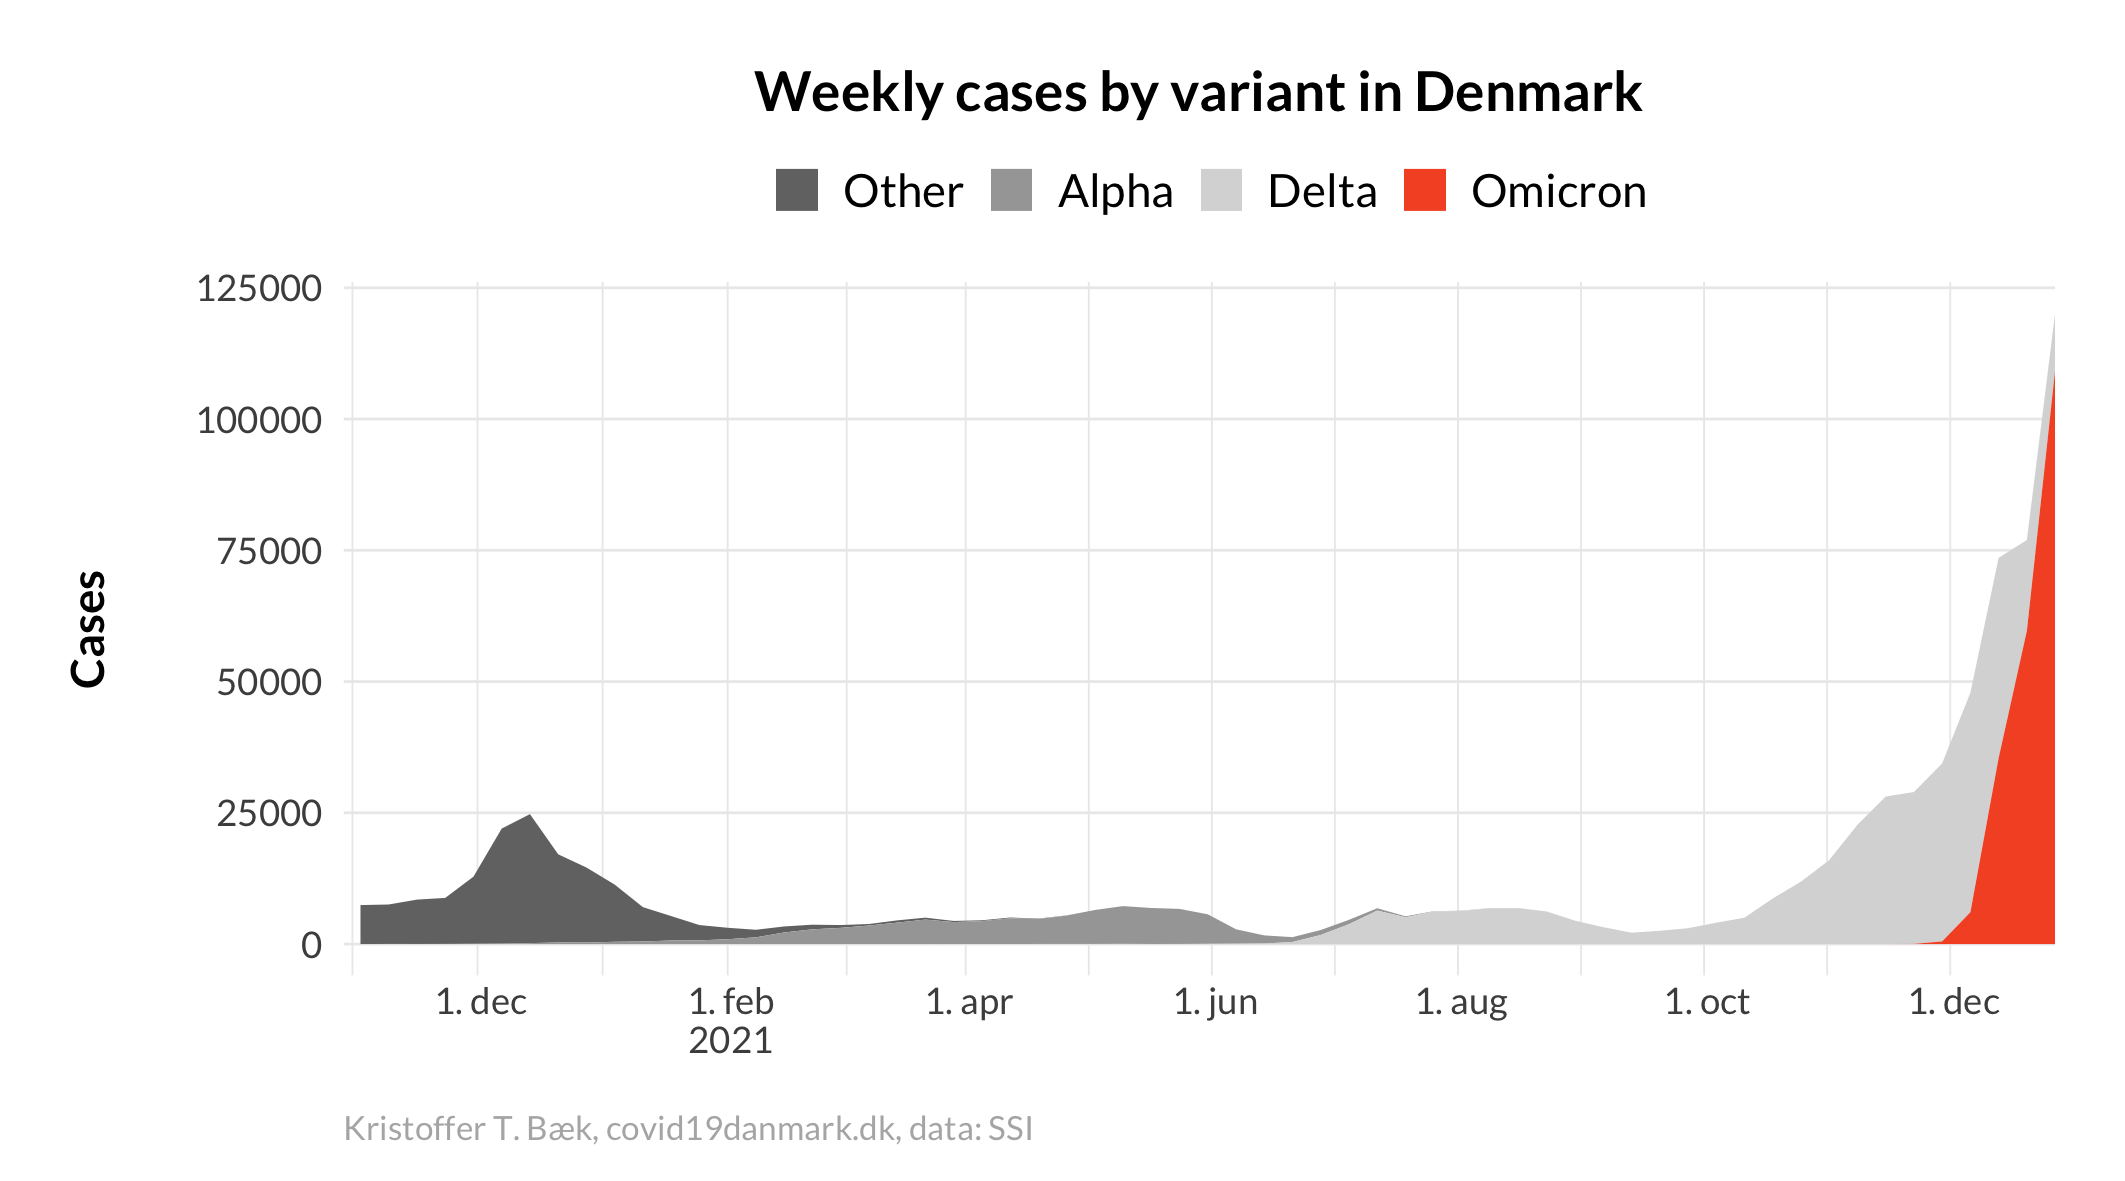 Weekly cases by variant in Denmark
Other Alpha Delta Omicron
125000
100000
75000
50000
25000
0
Cases
1. dec 1. feb 1. apr 1. jun 1. aug 1. oct 1. dec
2021
Kristoffer T. Bæk, covid19danmark.dk, data: SSI